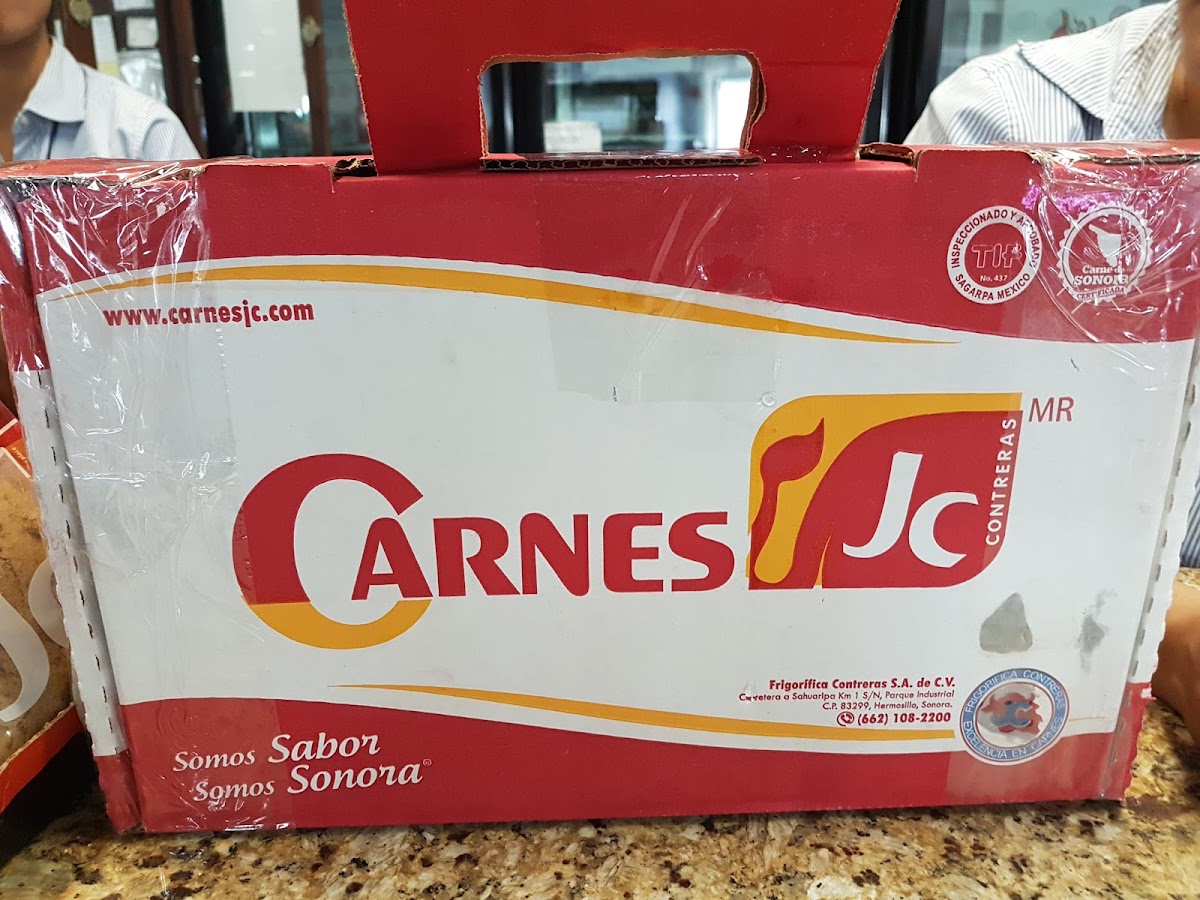 INSPECCIONADO Y APROBADO
TIF
No. 437
SAGARPA MEXICO
Carne de
SONORA
CERTIFICADA
www.carnesjc.com
CARNES
JC
CONTRERAS
MR
Frigorífica Contreras S.A. de C.V.
Carretera a Sahuaripa Km 1 S/N, Parque Industrial
C.P. 83299, Hermosillo, Sonora.
(662) 108-2200
FRIGORIFICA CONTRERAS
JC
EXCELENCIA EN CARNES
Somos Sabor
Somos Sonora®